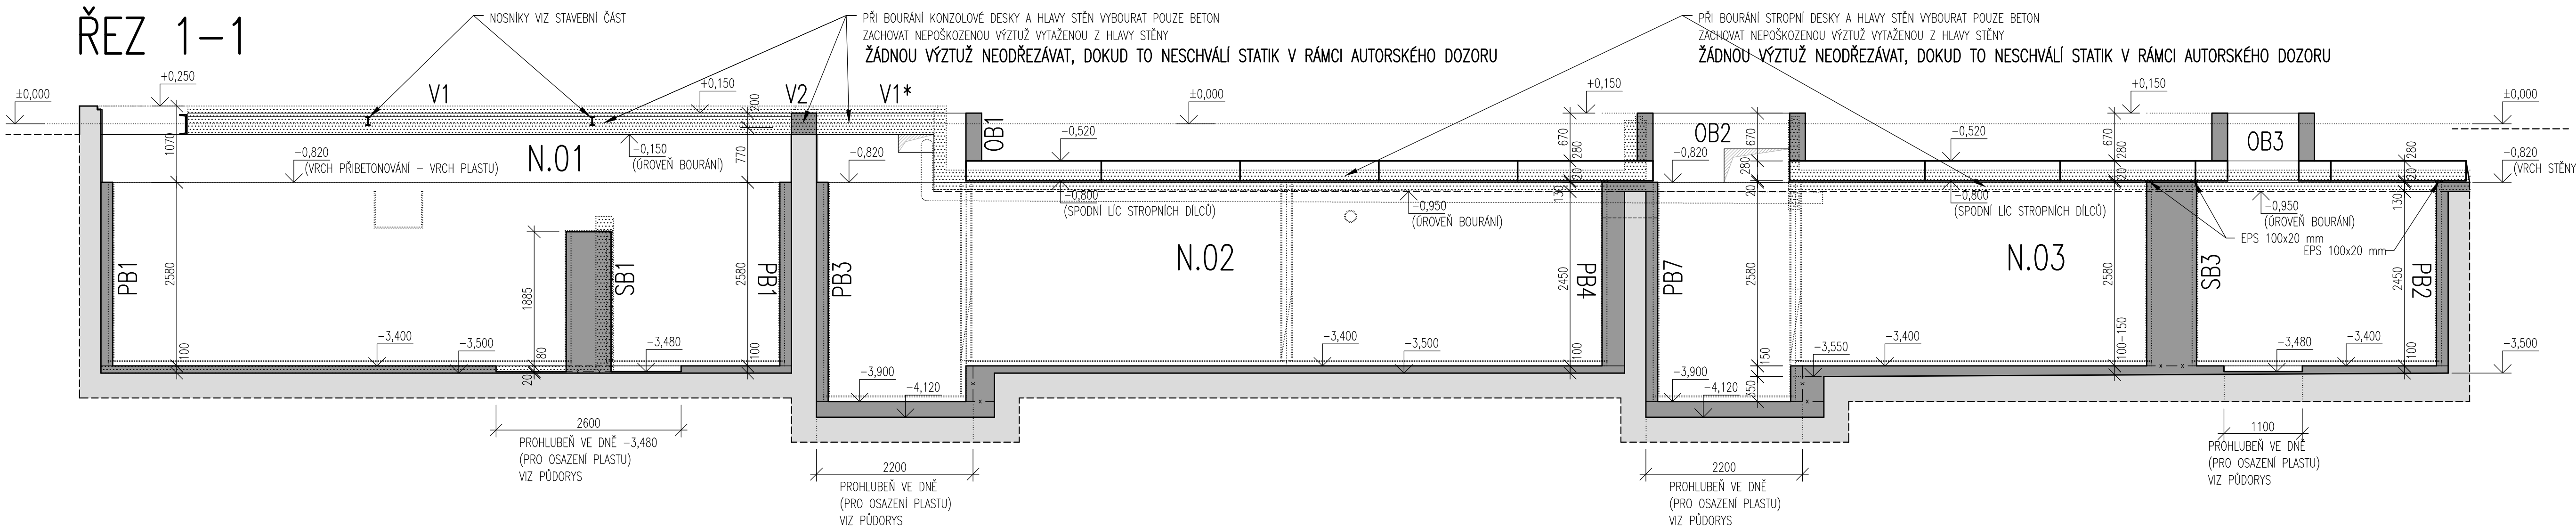 ŘEZ 1-1
NOSNÍKY VIZ STAVEBNÍ ČÁST
PŘI BOURÁNÍ KONZOLOVÉ DESKY A HLAVY STĚN VYBOURAT POUZE BETON
ZACHOVAT NEPOŠKOZENOU VÝZTUŽ VYTAŽENOU Z HLAVY STĚNY
ŽÁDNOU VÝZTUŽ NEODŘEZÁVAT, DOKUD TO NESCHVÁLÍ STATIK V RÁMCI AUTORSKÉHO DOZORU
PŘI BOURÁNÍ STROPNÍ DESKY A HLAVY STĚN VYBOURAT POUZE BETON
ZACHOVAT NEPOŠKOZENOU VÝZTUŽ VYTAŽENOU Z HLAVY STĚNY
ŽÁDNOU VÝZTUŽ NEODŘEZÁVAT, DOKUD TO NESCHVÁLÍ STATIK V RÁMCI AUTORSKÉHO DOZORU
±0,000
+0,250
V1
+0,150
200
V2
V1*
±0,000
+0,150
+0,150
±0,000
1070
-0,820
(VRCH PŘIBETONOVÁNÍ - VRCH PLASTU)
N.01
-0,150
(ÚROVEŇ BOURÁNÍ)
770
-0,820
OB1
-0,520
670
280
20
130
-0,820
OB2
670
280
20
-0,520
670
280
20
OB3
280
20
130
-0,820
(VRCH STĚNY)
-0,800
(SPODNÍ LÍC STROPNÍCH DÍLCŮ)
-0,950
(ÚROVEŇ BOURÁNÍ)
-0,800
(SPODNÍ LÍC STROPNÍCH DÍLCŮ)
-0,950
(ÚROVEŇ BOURÁNÍ)
EPS 100x20 mm
EPS 100x20 mm
PB1
2580
1885
SB1
2580
PB1
PB3
N.02
2450
PB4
PB7
2580
N.03
2580
SB3
2450
PB2
100
-3,400
-3,500
80
20
-3,480
100
-3,900
-4,120
-3,400
-3,500
100
-3,900
-4,120
150
350
-3,550
-3,400
100-150
-3,480
-3,400
100
-3,500
2600
PROHLUBEŇ VE DNĚ -3,480
(PRO OSAZENÍ PLASTU)
VIZ PŮDORYS
2200
PROHLUBEŇ VE DNĚ
(PRO OSAZENÍ PLASTU)
VIZ PŮDORYS
2200
PROHLUBEŇ VE DNĚ
(PRO OSAZENÍ PLASTU)
VIZ PŮDORYS
1100
PROHLUBEŇ VE DNĚ
(PRO OSAZENÍ PLASTU)
VIZ PŮDORYS